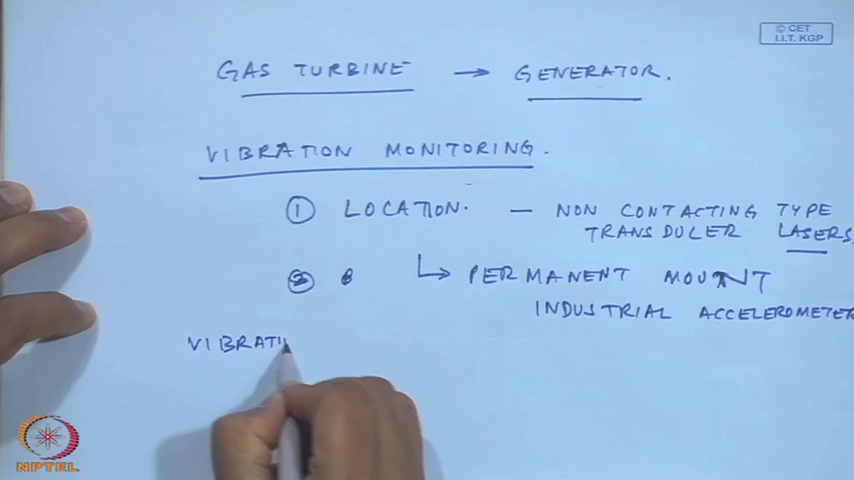 © CET
I.I.T. KGP
GAS TURBINE → GENERATOR.
VIBRATION MONITORING.
① LOCATION. — NON CONTACTING TYPE
TRANSDUCER LASERS,
② ↳ PERMANENT MOUNT
INDUSTRIAL ACCELEROMETER
VIBRATI
NPTEL